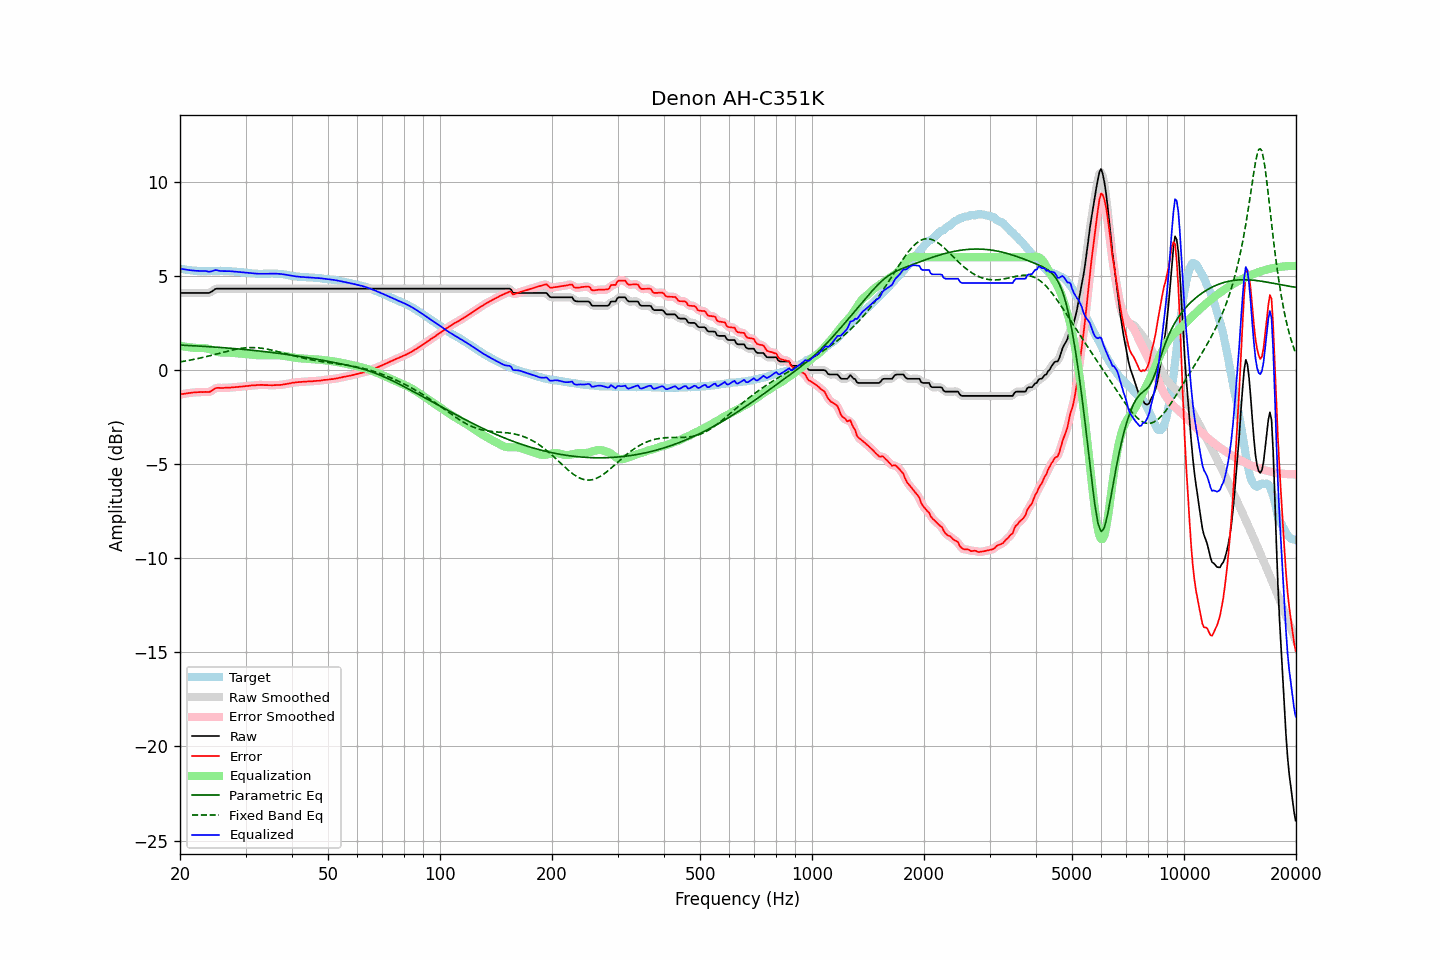 Denon AH-C351K
Amplitude (dBr)
10
5
0
−5
−10
−15
−20
−25
Target
Raw Smoothed
Error Smoothed
Raw
Error
Equalization
Parametric Eq
Fixed Band Eq
Equalized
20 50 100 200 500 1000 2000 5000 10000 20000
Frequency (Hz)